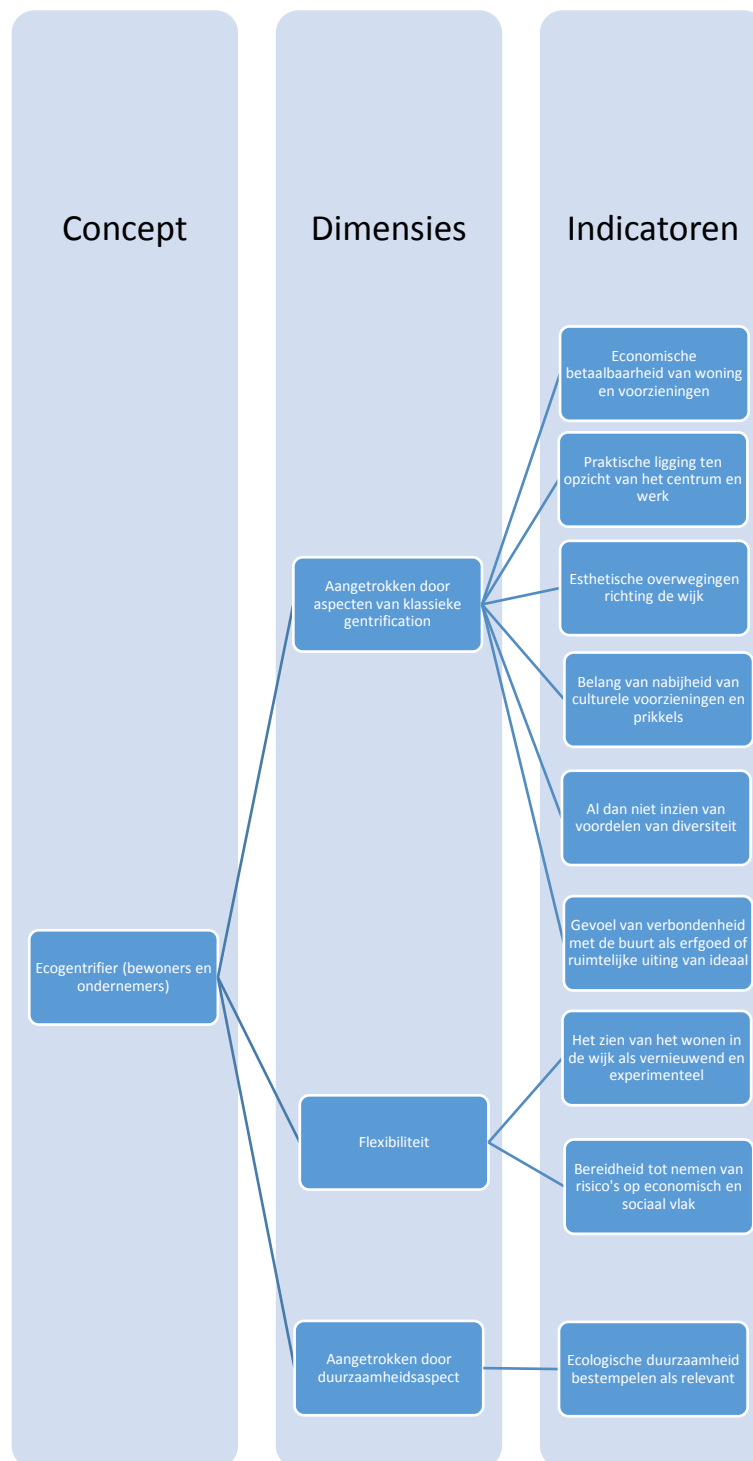 Concept
Dimensies
Indicatoren
Economische
betaalbaarheid van woning
en voorzieningen
Praktische ligging ten
opzicht van het centrum en
werk
Esthetische overwegingen
richting de wijk
Aangetrokken door
aspecten van klassieke
gentrification
Belang van nabijheid van
culturele voorzieningen en
prikkels
Al dan niet inzien van
voordelen van diversiteit
Gevoel van verbondenheid
met de buurt als erfgoed of
ruimtelijke uiting van ideaal
Ecogentrifier (bewoners en
ondernemers)
Het zien van het wonen in
de wijk als vernieuwend en
experimenteel
Flexibiliteit
Bereidheid tot nemen van
risico's op economisch en
sociaal vlak
Aangetrokken door
duurzaamheidsaspect
Ecologische duurzaamheid
bestempelen als relevant